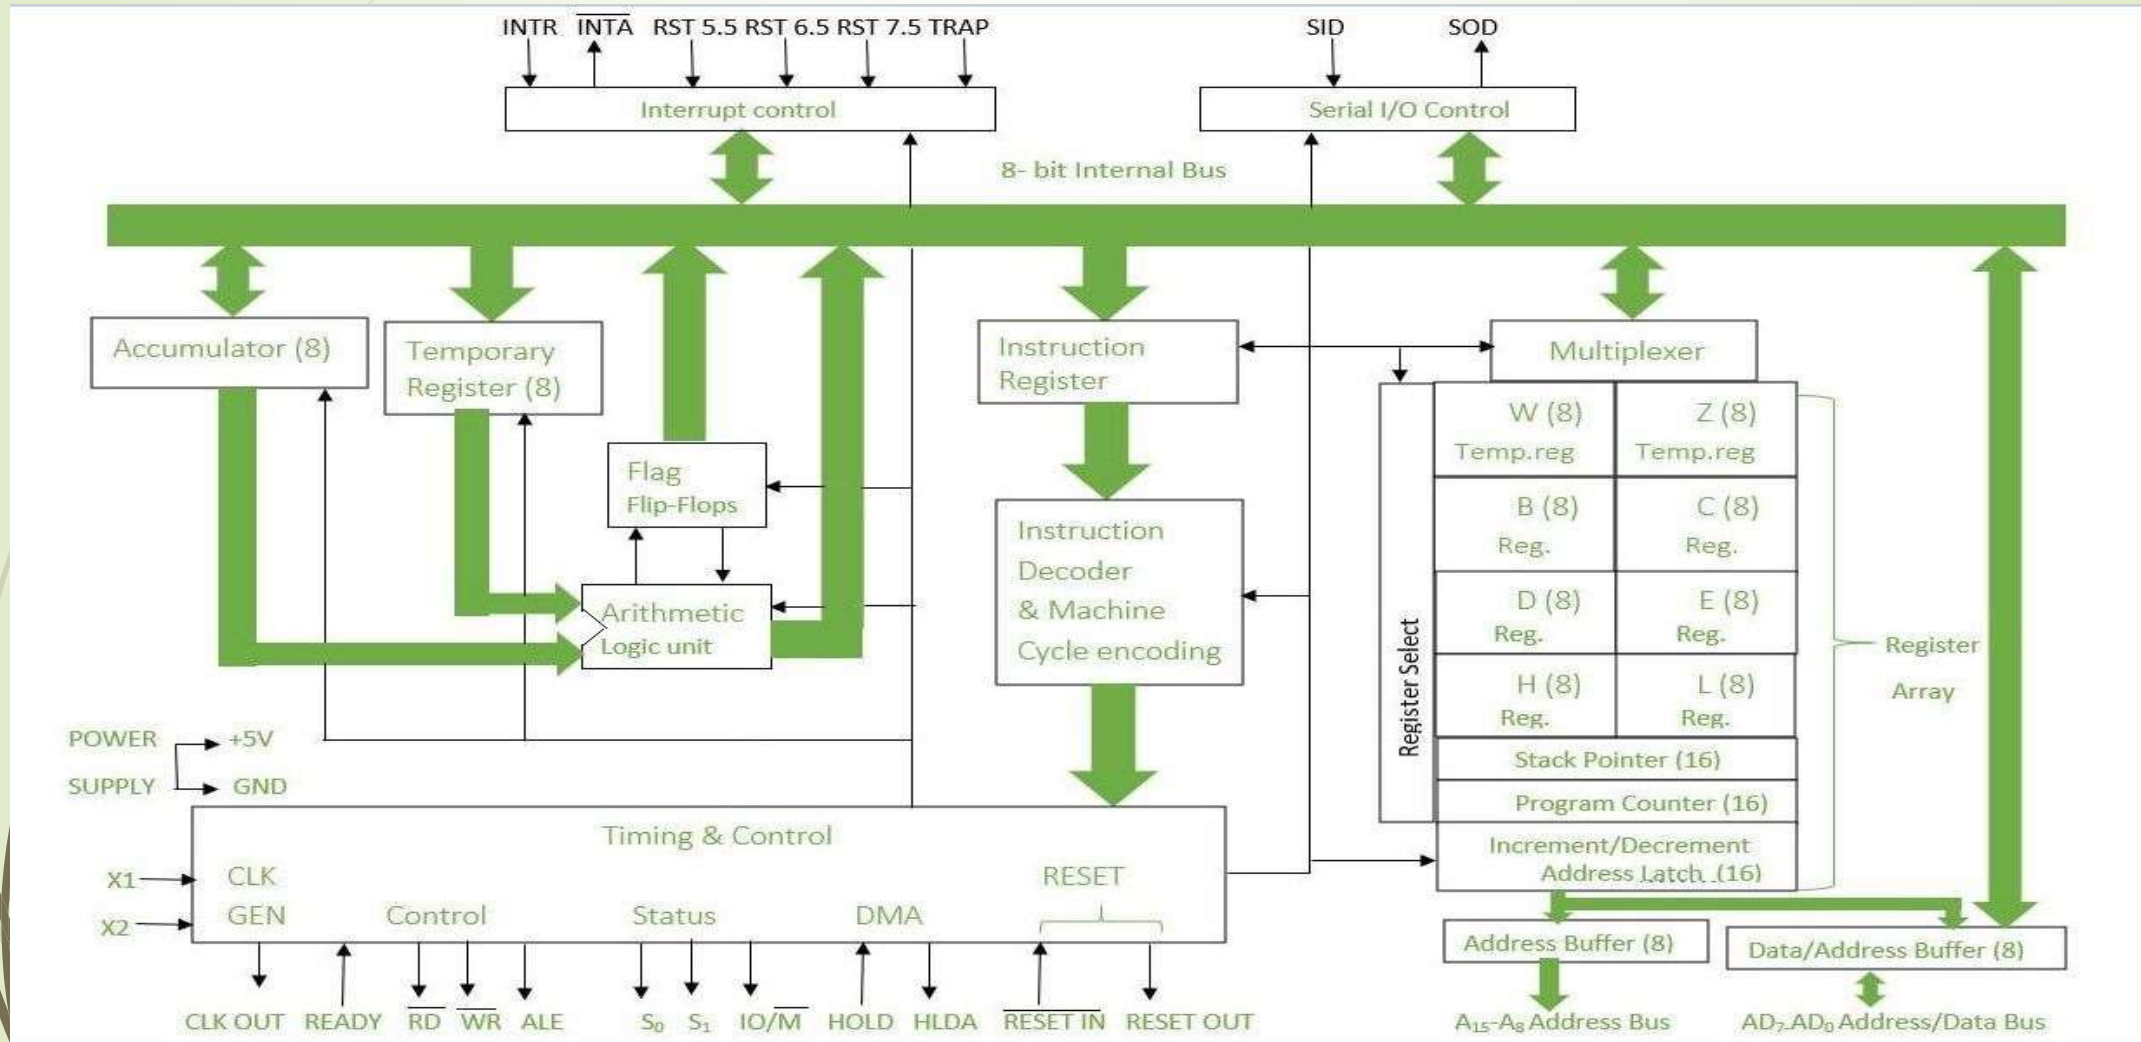 INTR INTA RST 5.5 RST 6.5 RST 7.5 TRAP
SID
SOD
Interrupt control
Serial I/O Control
8- bit Internal Bus
Accumulator (8)
Temporary
Register (8)
Flag
Flip-Flops
Arithmetic
Logic unit
Instruction
Register
Instruction
Decoder
& Machine
Cycle encoding
Multiplexer
Register Select
W (8)
Temp.reg
Z (8)
Temp.reg
B (8)
Reg.
C (8)
Reg.
D (8)
Reg.
E (8)
Reg.
H (8)
Reg.
L (8)
Reg.
Stack Pointer (16)
Program Counter (16)
Increment/Decrement
Address Latch (16)
Register
Array
POWER
SUPPLY
+5V
GND
Timing & Control
X1
X2
CLK
GEN
Control
Status
DMA
RESET
CLK OUT READY RD WR ALE S₀ S₁ IO/M HOLD HLDA RESET IN RESET OUT
Address Buffer (8)
Data/Address Buffer (8)
A₁₅-A₈ Address Bus
AD₇.AD₀ Address/Data Bus